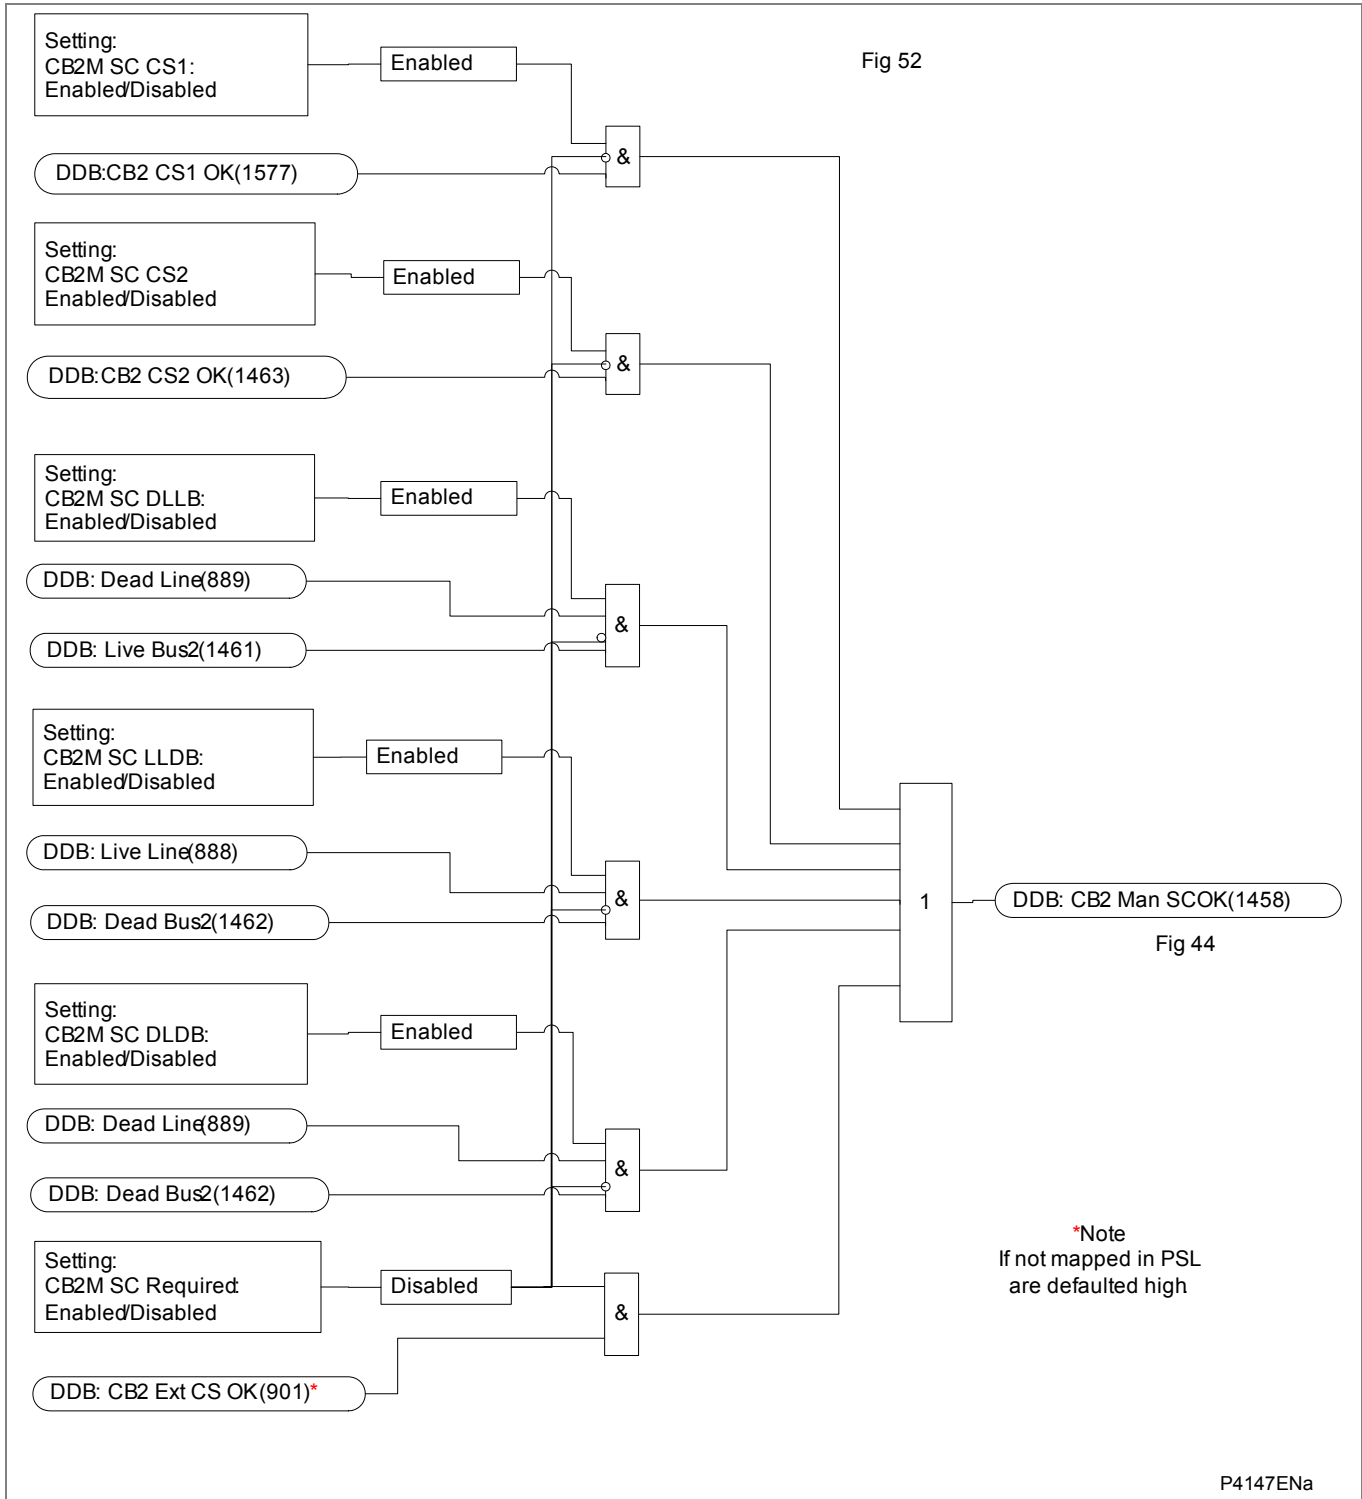 Setting:
CB2M SC CS1:
Enabled/Disabled
Enabled
Fig 52
&
DDB:CB2 CS1 OK(1577)
Setting:
CB2M SC CS2
Enabled/Disabled
Enabled
&
DDB:CB2 CS2 OK(1463)
Setting:
CB2M SC DLLB:
Enabled/Disabled
Enabled
DDB: Dead Line(889)
&
DDB: Live Bus2(1461)
Setting:
CB2M SC LLDB:
Enabled/Disabled
Enabled
DDB: Live Line(888)
&
1
DDB: CB2 Man SCOK(1458)
DDB: Dead Bus2(1462)
Fig 44
Setting:
CB2M SC DLDB:
Enabled/Disabled
Enabled
DDB: Dead Line(889)
&
DDB: Dead Bus2(1462)
*Note
If not mapped in PSL
are defaulted high.
Setting:
CB2M SC Required:
Enabled/Disabled
Disabled
&
DDB: CB2 Ext CS OK(901)*
P4147ENa